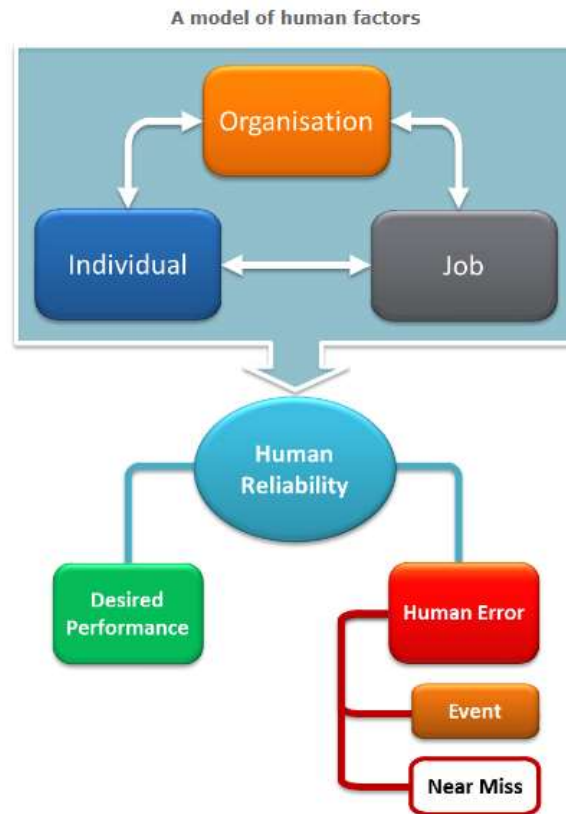 A model of human factors
Organisation
Individual
Job
Human
Reliability
Desired
Performance
Human Error
Event
Near Miss